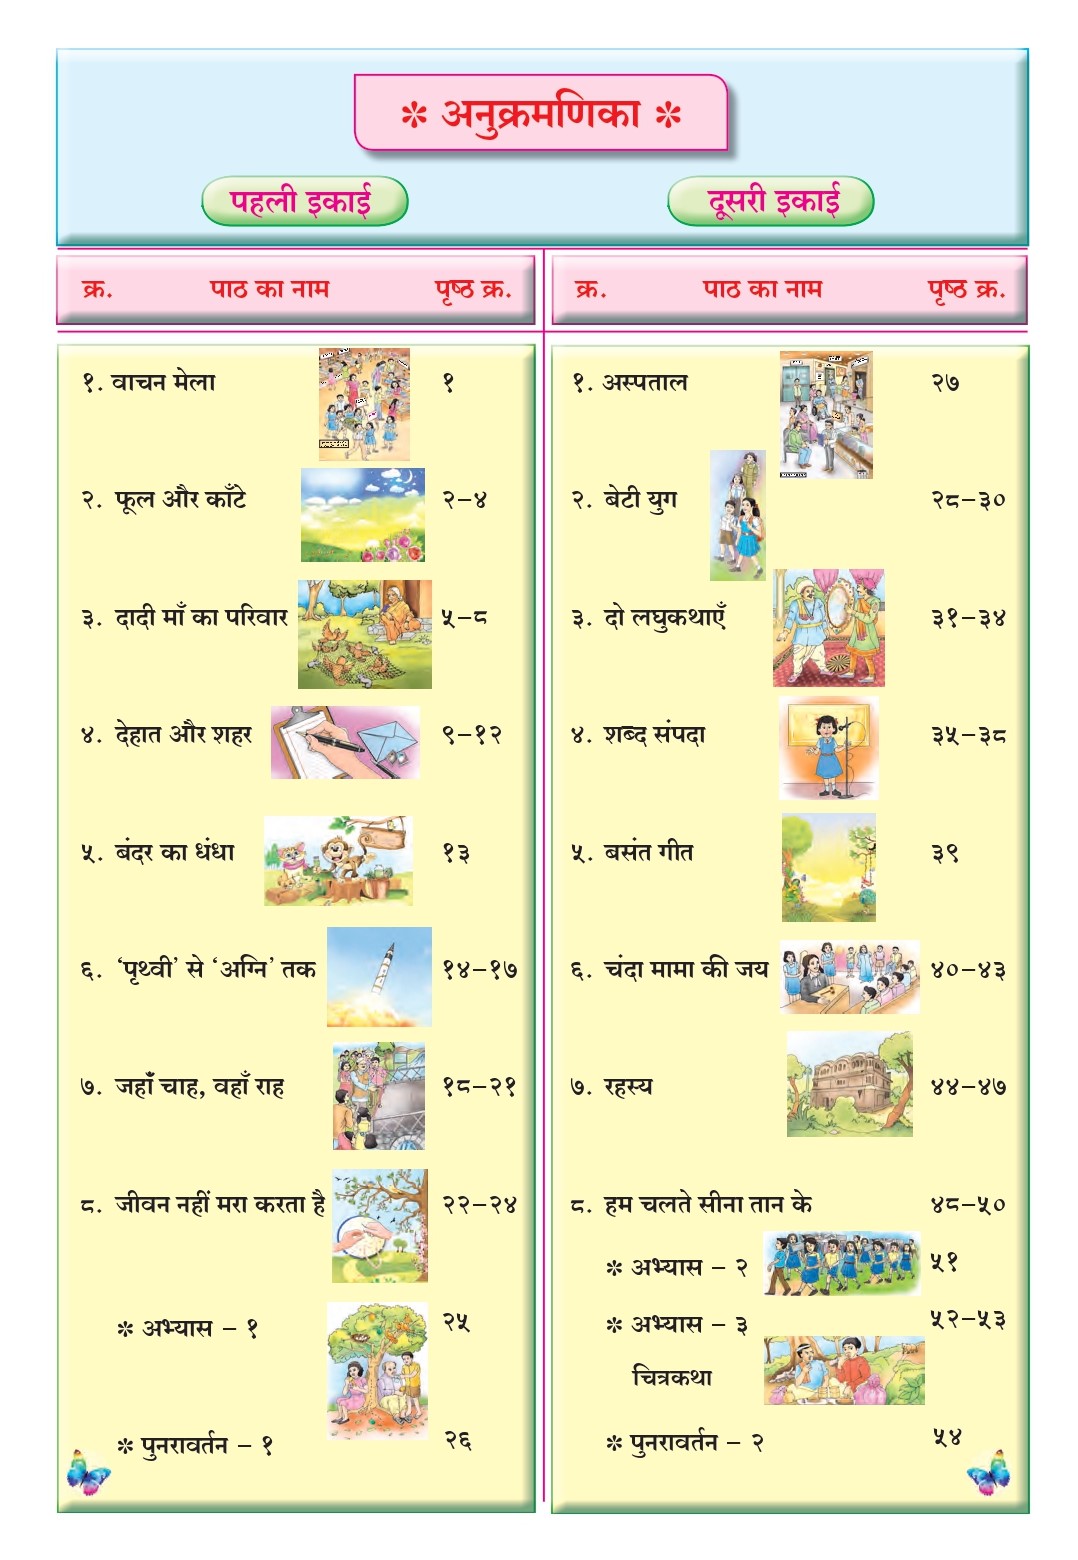 ✽ अनुक्रमणिका ✽
पहली इकाई
क्र. पाठ का नाम पृष्ठ क्र.
१. वाचन मेला १
२. फूल और काँटे २–४
३. दादी माँ का परिवार ५–८
४. देहात और शहर ९–१२
५. बंदर का धंधा १३
६. ‘पृथ्वी’ से ‘अग्नि’ तक १४–१७
७. जहाँ चाह, वहाँ राह १८–२१
८. जीवन नहीं मरा करता है २२–२४
✽ अभ्यास – १ २५
✽ पुनरावर्तन – १ २६
दूसरी इकाई
क्र. पाठ का नाम पृष्ठ क्र.
१. अस्पताल २७
२. बेटी युग २८–३०
३. दो लघुकथाएँ ३१–३४
४. शब्द संपदा ३५–३८
५. बसंत गीत ३९
६. चंदा मामा की जय ४०–४३
७. रहस्य ४४–४७
८. हम चलते सीना तान के ४८–५०
✽ अभ्यास – २ ५१
✽ अभ्यास – ३ ५२–५३
चित्रकथा
✽ पुनरावर्तन – २ ५४